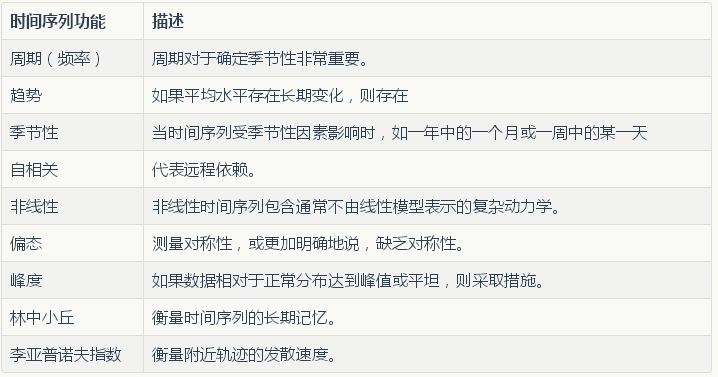 时间序列功能 描述
周期（频率） 周期对于确定季节性非常重要。
趋势 如果平均水平存在长期变化，则存在
季节性 当时间序列受季节性因素影响时，如一年中的一个月或一周中的某一天
自相关 代表远程依赖。
非线性 非线性时间序列包含通常不由线性模型表示的复杂动力学。
偏态 测量对称性，或更加明确地说，缺乏对称性。
峰度 如果数据相对于正常分布达到峰值或平坦，则采取措施。
林中小丘 衡量时间序列的长期记忆。
李亚普诺夫指数 衡量附近轨迹的发散速度。